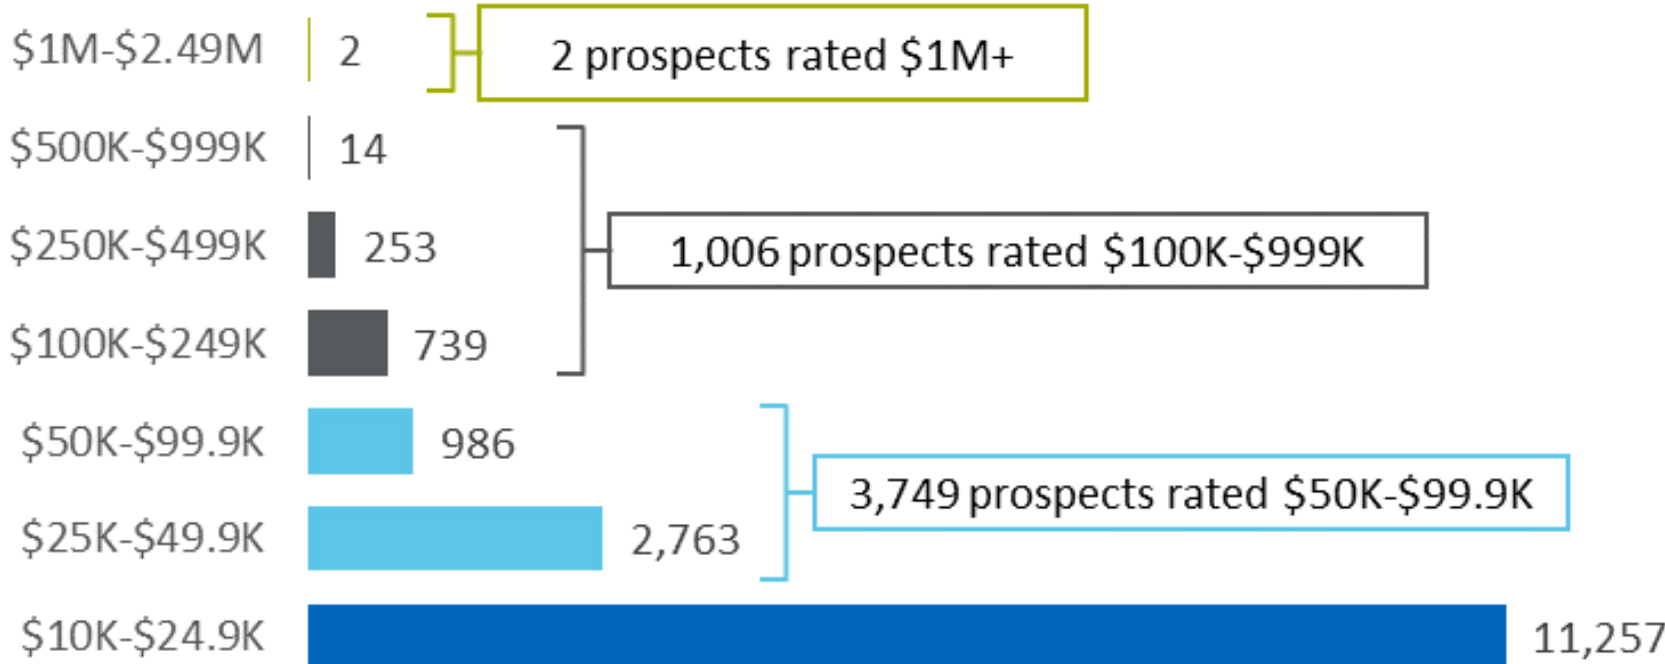 $1M-$2.49M 2 2 prospects rated $1M+
$500K-$999K 14
$250K-$499K 253 1,006 prospects rated $100K-$999K
$100K-$249K 739
$50K-$99.9K 986
3,749 prospects rated $50K-$99.9K
$25K-$49.9K 2,763
$10K-$24.9K 11,257